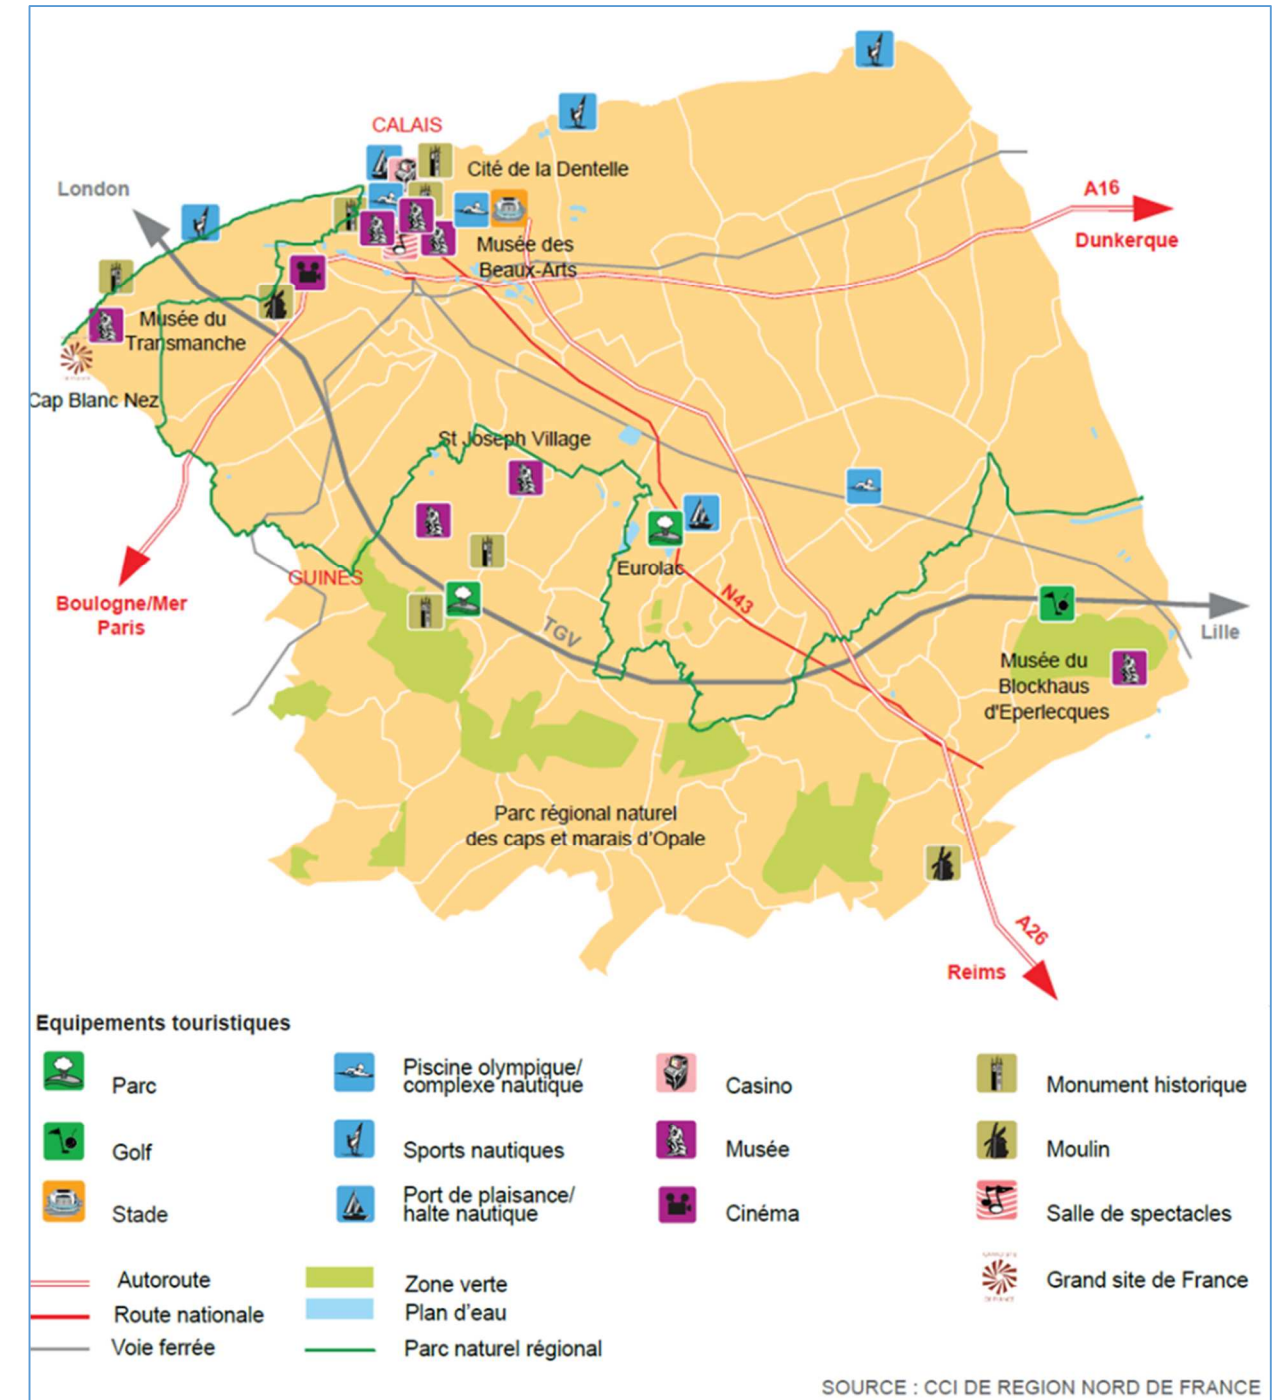 CALAIS
Cité de la Dentelle
London
A16
Dunkerque
Musée des
Beaux-Arts
Musée du
Transmanche
Cap Blanc Nez
St Joseph Village
GUINES
Eurolac
Boulogne/Mer
Paris
N43
TGV
Lille
Musée du
Blockhaus
d'Eperlecques
Parc régional naturel
des caps et marais d'Opale
A26
Reims
Equipements touristiques
Parc
Piscine olympique/
complexe nautique
Casino
Monument historique
Golf
Sports nautiques
Musée
Moulin
Stade
Port de plaisance/
halte nautique
Cinéma
Salle de spectacles
Autoroute
Zone verte
Grand site de France
Route nationale
Plan d'eau
Voie ferrée
Parc naturel régional
SOURCE : CCI DE REGION NORD DE FRANCE